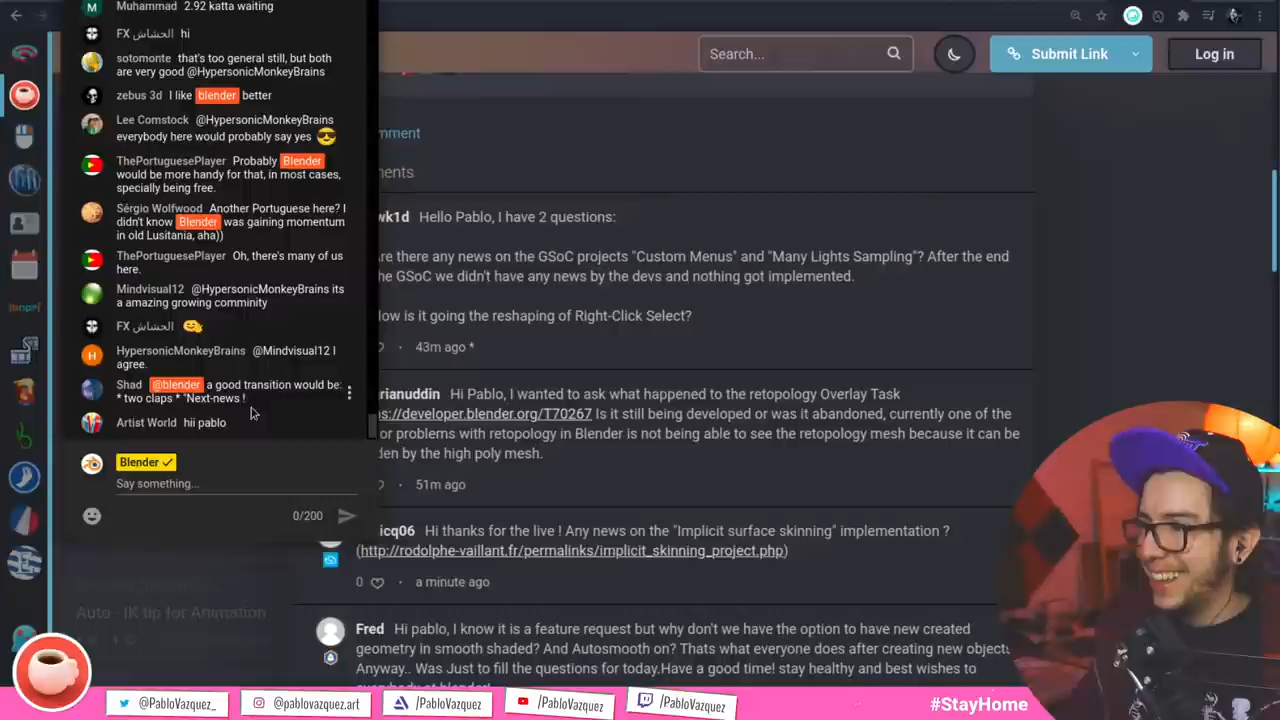 Muhammad 2.92 katta waiting
FX الحشاش hi
sotomonte that's too general still, but both
are very good @HypersonicMonkeyBrains
zebus 3d I like blender better
Lee Comstock @HypersonicMonkeyBrains
everybody here would probably say yes
ThePortuguesePlayer Probably Blender
would be more handy for that, in most cases,
specially being free.
Sérgio Wolfwood Another Portuguese here? I
didn't know Blender was gaining momentum
in old Lusitania, aha))
ThePortuguesePlayer Oh, there's many of us
here.
Mindvisual12 @HypersonicMonkeyBrains its
a amazing growing comminity
FX الحشاش
HypersonicMonkeyBrains @Mindvisual12 I
agree.
Shad @blender a good transition would be:
* two claps * "Next-news !
Artist World hii pablo
Blender
Say something...
0/200
Auto - IK tip for Animation
Search...
Submit Link
Log in
mment
ents
wk1d Hello Pablo, I have 2 questions:
re there any news on the GSoC projects "Custom Menus" and "Many Lights Sampling"? After the end
the GSoC we didn't have any news by the devs and nothing got implemented.
ow is it going the reshaping of Right-Click Select?
43m ago *
rianuddin Hi Pablo, I wanted to ask what happened to the retopology Overlay Task
s://developer.blender.org/T70267 Is it still being developed or was it abandoned, currently one of the
or problems with retopology in Blender is not being able to see the retopology mesh because it can be
den by the high poly mesh.
51m ago
icq06 Hi thanks for the live ! Any news on the "Implicit surface skinning" implementation ?
(http://rodolphe-vaillant.fr/permalinks/implicit_skinning_project.php)
0 · a minute ago
Fred Hi pablo, I know it is a feature request but why don't we have the option to have new created
geometry in smooth shaded? And Autosmooth on? Thats what everyone does after creating new objects
Anyway.. Was Just to fill the questions for today.Have a good time! stay healthy and best wishes to
@PabloVazquez_
@pablovazquez.art
/PabloVazquez
/PabloVazquez
/PabloVazquez
#StayHome